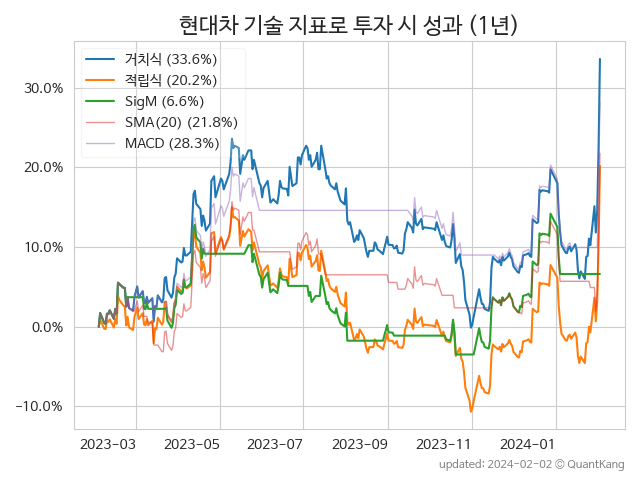 현대차 기술 지표로 투자 시 성과 (1년)
거치식 (33.6%)
적립식 (20.2%)
SigM (6.6%)
SMA(20) (21.8%)
MACD (28.3%)
30.0%
20.0%
10.0%
0.0%
−10.0%
2023-03 2023-05 2023-07 2023-09 2023-11 2024-01
updated: 2024-02-02 © QuantKang